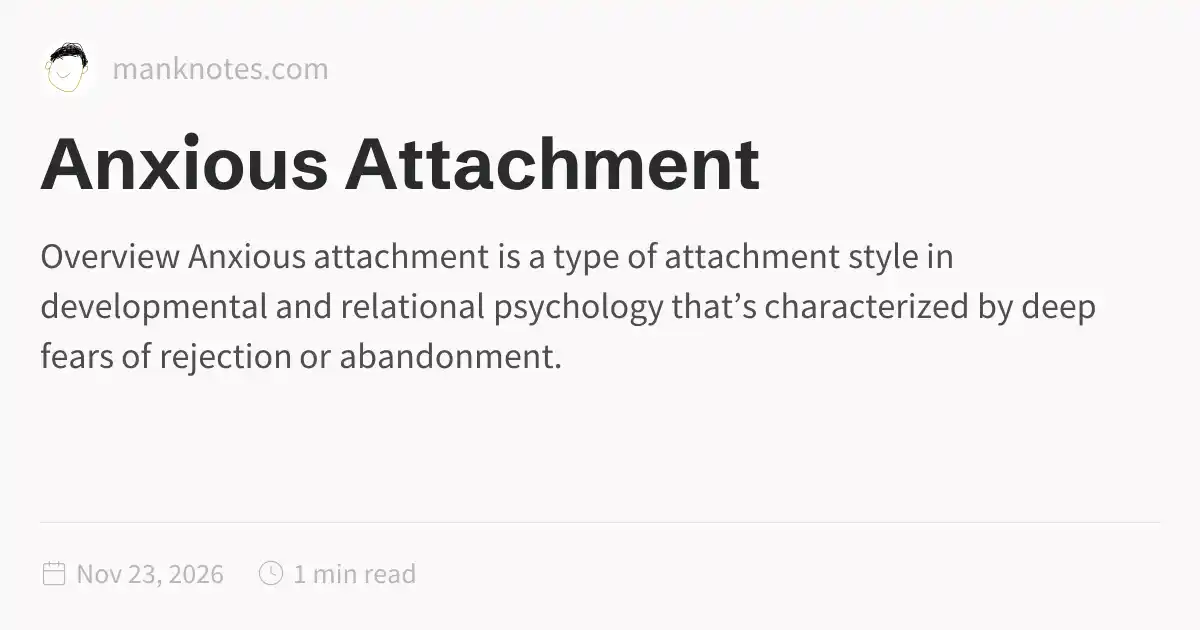 manknotes.com
Anxious Attachment
Overview Anxious attachment is a type of attachment style in
developmental and relational psychology that’s characterized by deep
fears of rejection or abandonment.
Nov 23, 2026 1 min read